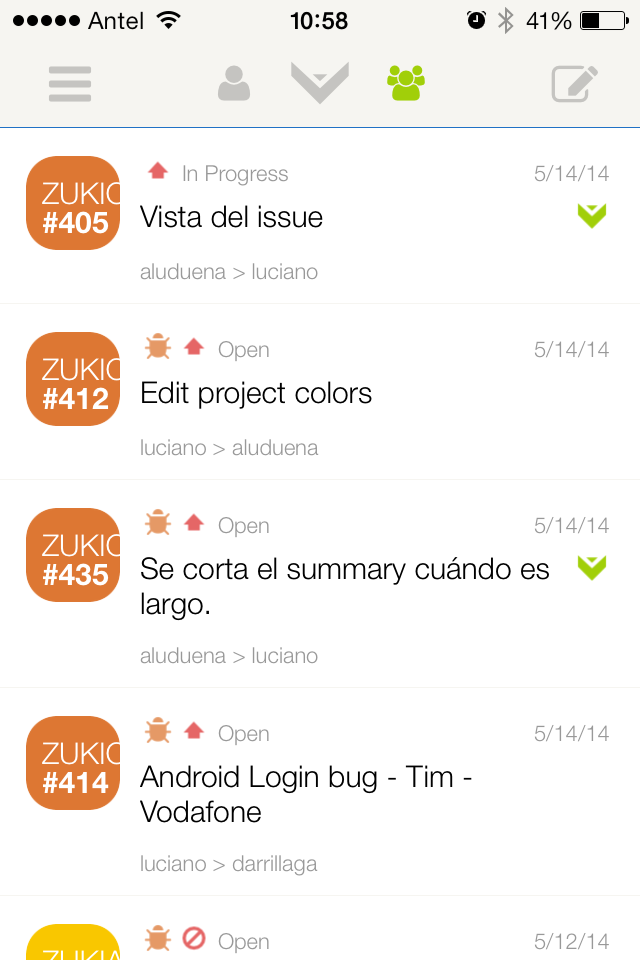 Antel 10:58 41%
In Progress 5/14/14
ZUKIC
#405
Vista del issue
aluduena > luciano
Open 5/14/14
ZUKIC
#412
Edit project colors
luciano > aluduena
Open 5/14/14
ZUKIC
#435
Se corta el summary cuándo es
largo.
aluduena > luciano
Open 5/14/14
ZUKIC
#414
Android Login bug - Tim -
Vodafone
luciano > darrillaga
Open 5/12/14